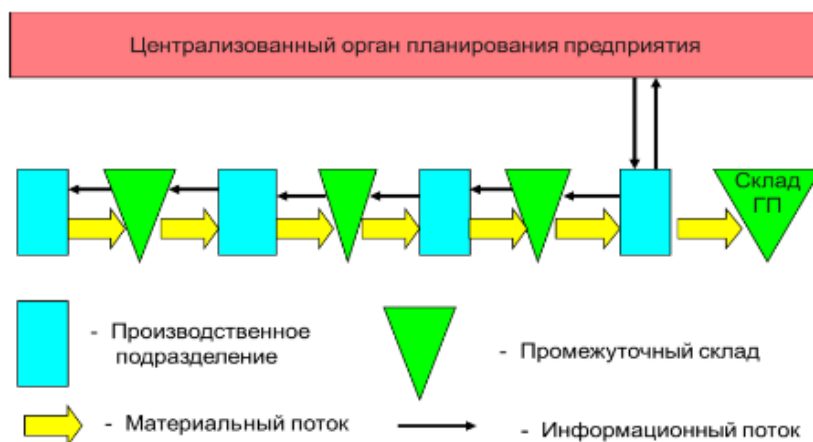 Централизованный орган планирования предприятия
Склад
ГП
- Производственное
подразделение
- Промежуточный склад
- Материальный поток
- Информационный поток